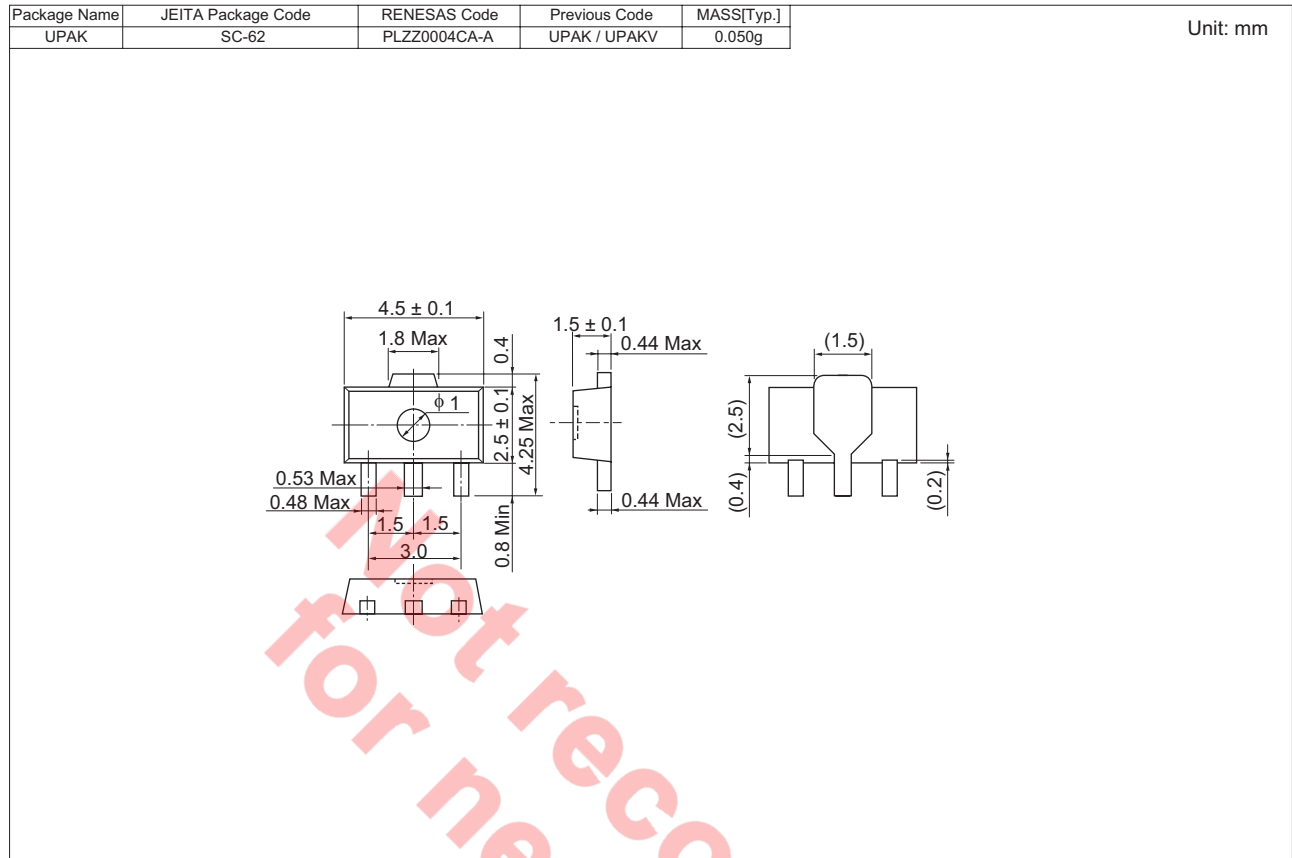 Package Name JEITA Package Code RENESAS Code Previous Code MASS[Typ.]
UPAK SC-62 PLZZ0004CA-A UPAK / UPAKV 0.050g
Unit: mm
4.5 ± 0.1
1.8 Max
0.4
ϕ 1
2.5 ± 0.1
4.25 Max
0.53 Max
0.48 Max
1.5 1.5
3.0
0.8 Min
1.5 ± 0.1
0.44 Max
0.44 Max
(1.5)
(2.5)
(0.4)
(0.2)
Not reco
for ne